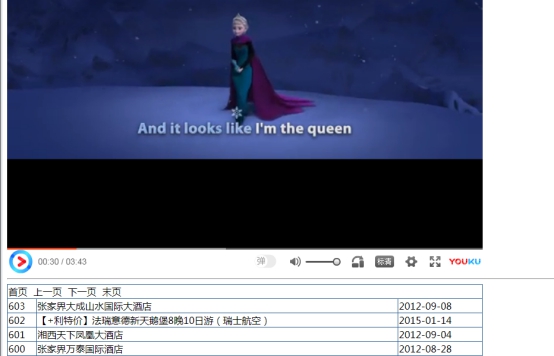 And it looks like I'm the queen
00:30 / 03:43
弹
标清
YOUKU
首页 上一页 下一页 末页
603 张家界大成山水国际大酒店 2012-09-08
602 【+利特价】法瑞意德新天鹅堡8晚10日游（瑞士航空） 2015-01-14
601 湘西天下凤凰大酒店 2012-09-04
600 张家界万泰国际酒店 2012-08-28